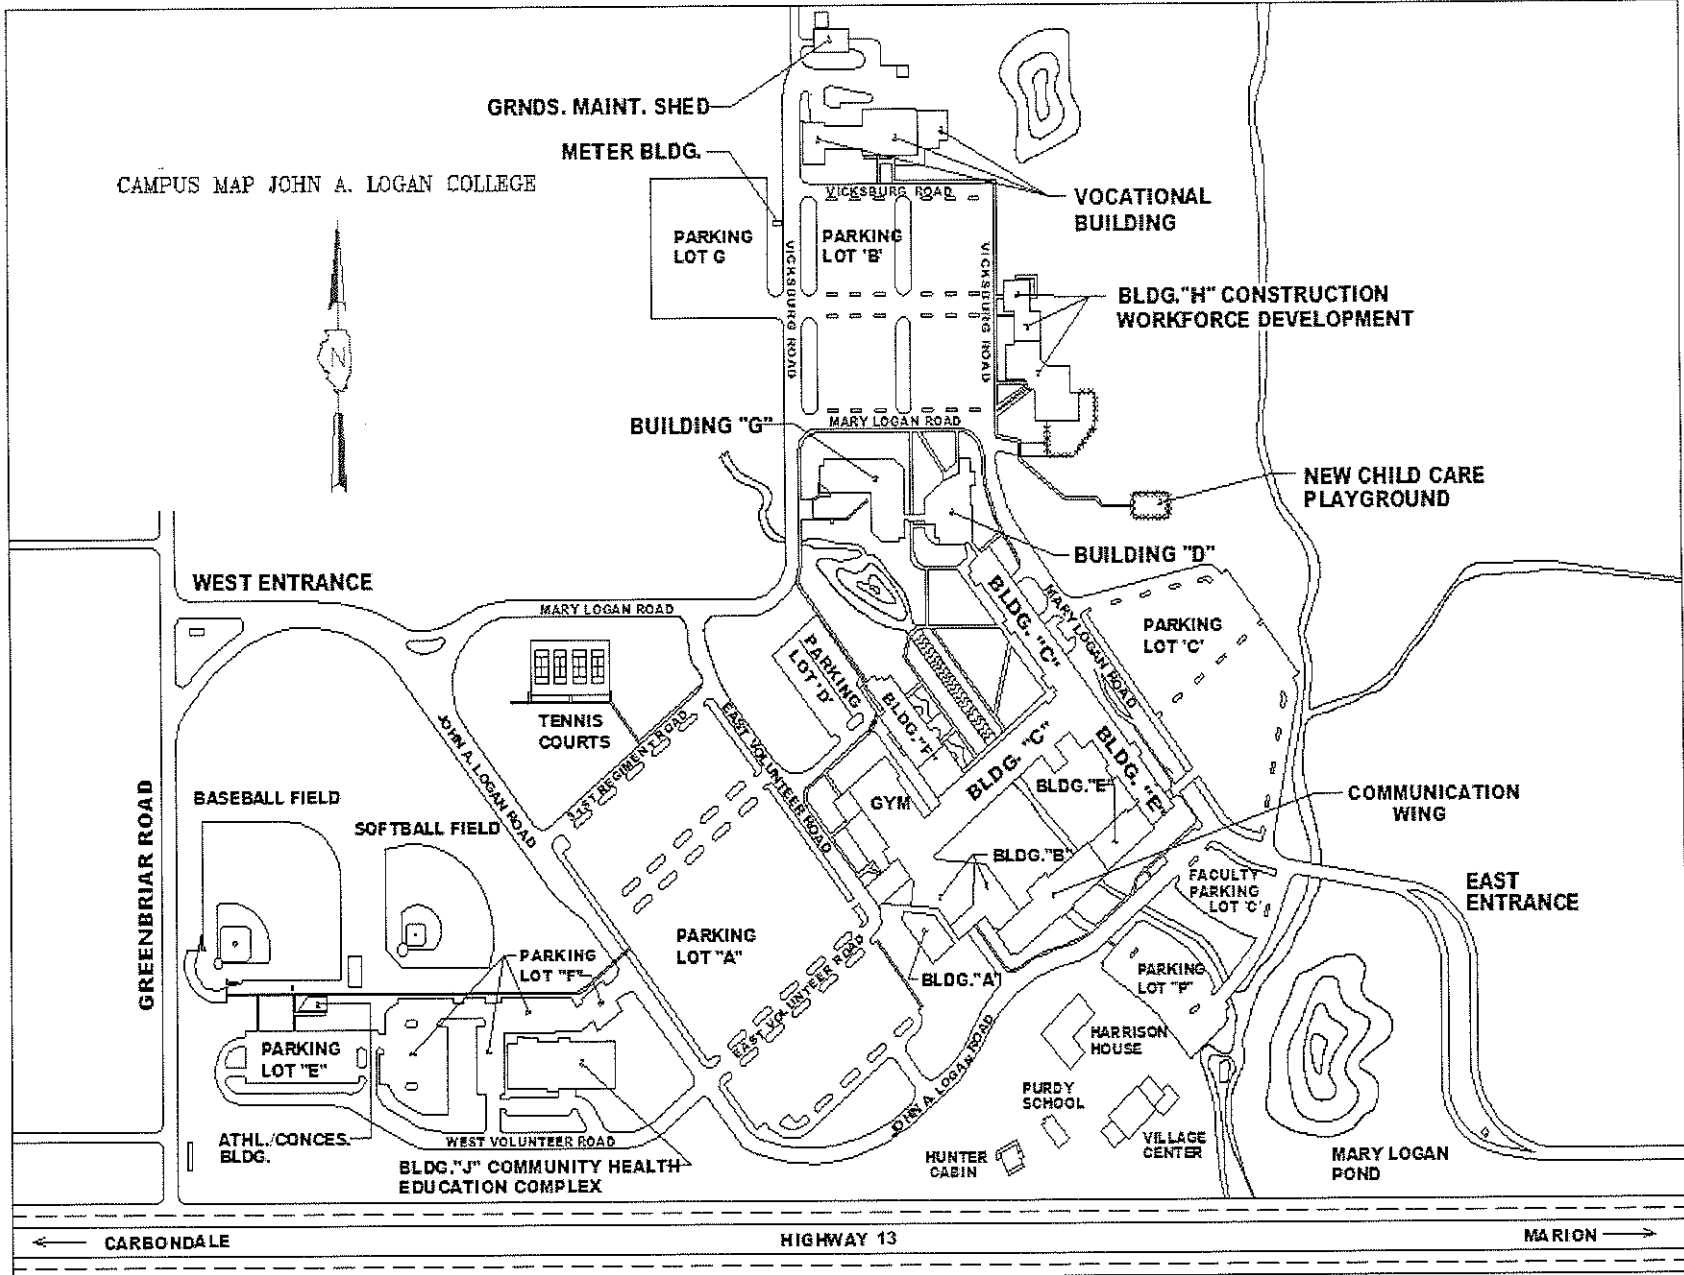 GRNDS. MAINT. SHED
METER BLDG.
CAMPUS MAP JOHN A. LOGAN COLLEGE
N
VICKSBURG ROAD
VOCATIONAL
BUILDING
PARKING
LOT G
PARKING
LOT 'B'
VICKSBURG ROAD
VICKSBURG ROAD
BLDG."H" CONSTRUCTION
WORKFORCE DEVELOPMENT
MARY LOGAN ROAD
BUILDING "G"
NEW CHILD CARE
PLAYGROUND
BUILDING "D"
WEST ENTRANCE
MARY LOGAN ROAD
BLDG. "C"
MARY LOGAN ROAD
PARKING
LOT 'C'
PARKING
LOT 'D'
TENNIS
COURTS
JOHN A. LOGAN ROAD
31ST REGIMENT ROAD
EAST VOLUNTEER ROAD
BLDG."F"
BLDG. "C"
BLDG. "E"
BLDG."E"
GYM
COMMUNICATION
WING
GREENBRIAR ROAD
BASEBALL FIELD
SOFTBALL FIELD
BLDG."B"
FACULTY
PARKING
LOT 'C'
EAST
ENTRANCE
PARKING
LOT "A"
PARKING
LOT "F"
EAST VOLUNTEER ROAD
BLDG."A"
PARKING
LOT "P"
HARRISON
HOUSE
PARKING
LOT "E"
JOHN A. LOGAN ROAD
PURDY
SCHOOL
ATHL./CONCES.
BLDG.
WEST VOLUNTEER ROAD
BLDG."J" COMMUNITY HEALTH
EDUCATION COMPLEX
HUNTER
CABIN
VILLAGE
CENTER
MARY LOGAN
POND
CARBONDALE
HIGHWAY 13
MARION